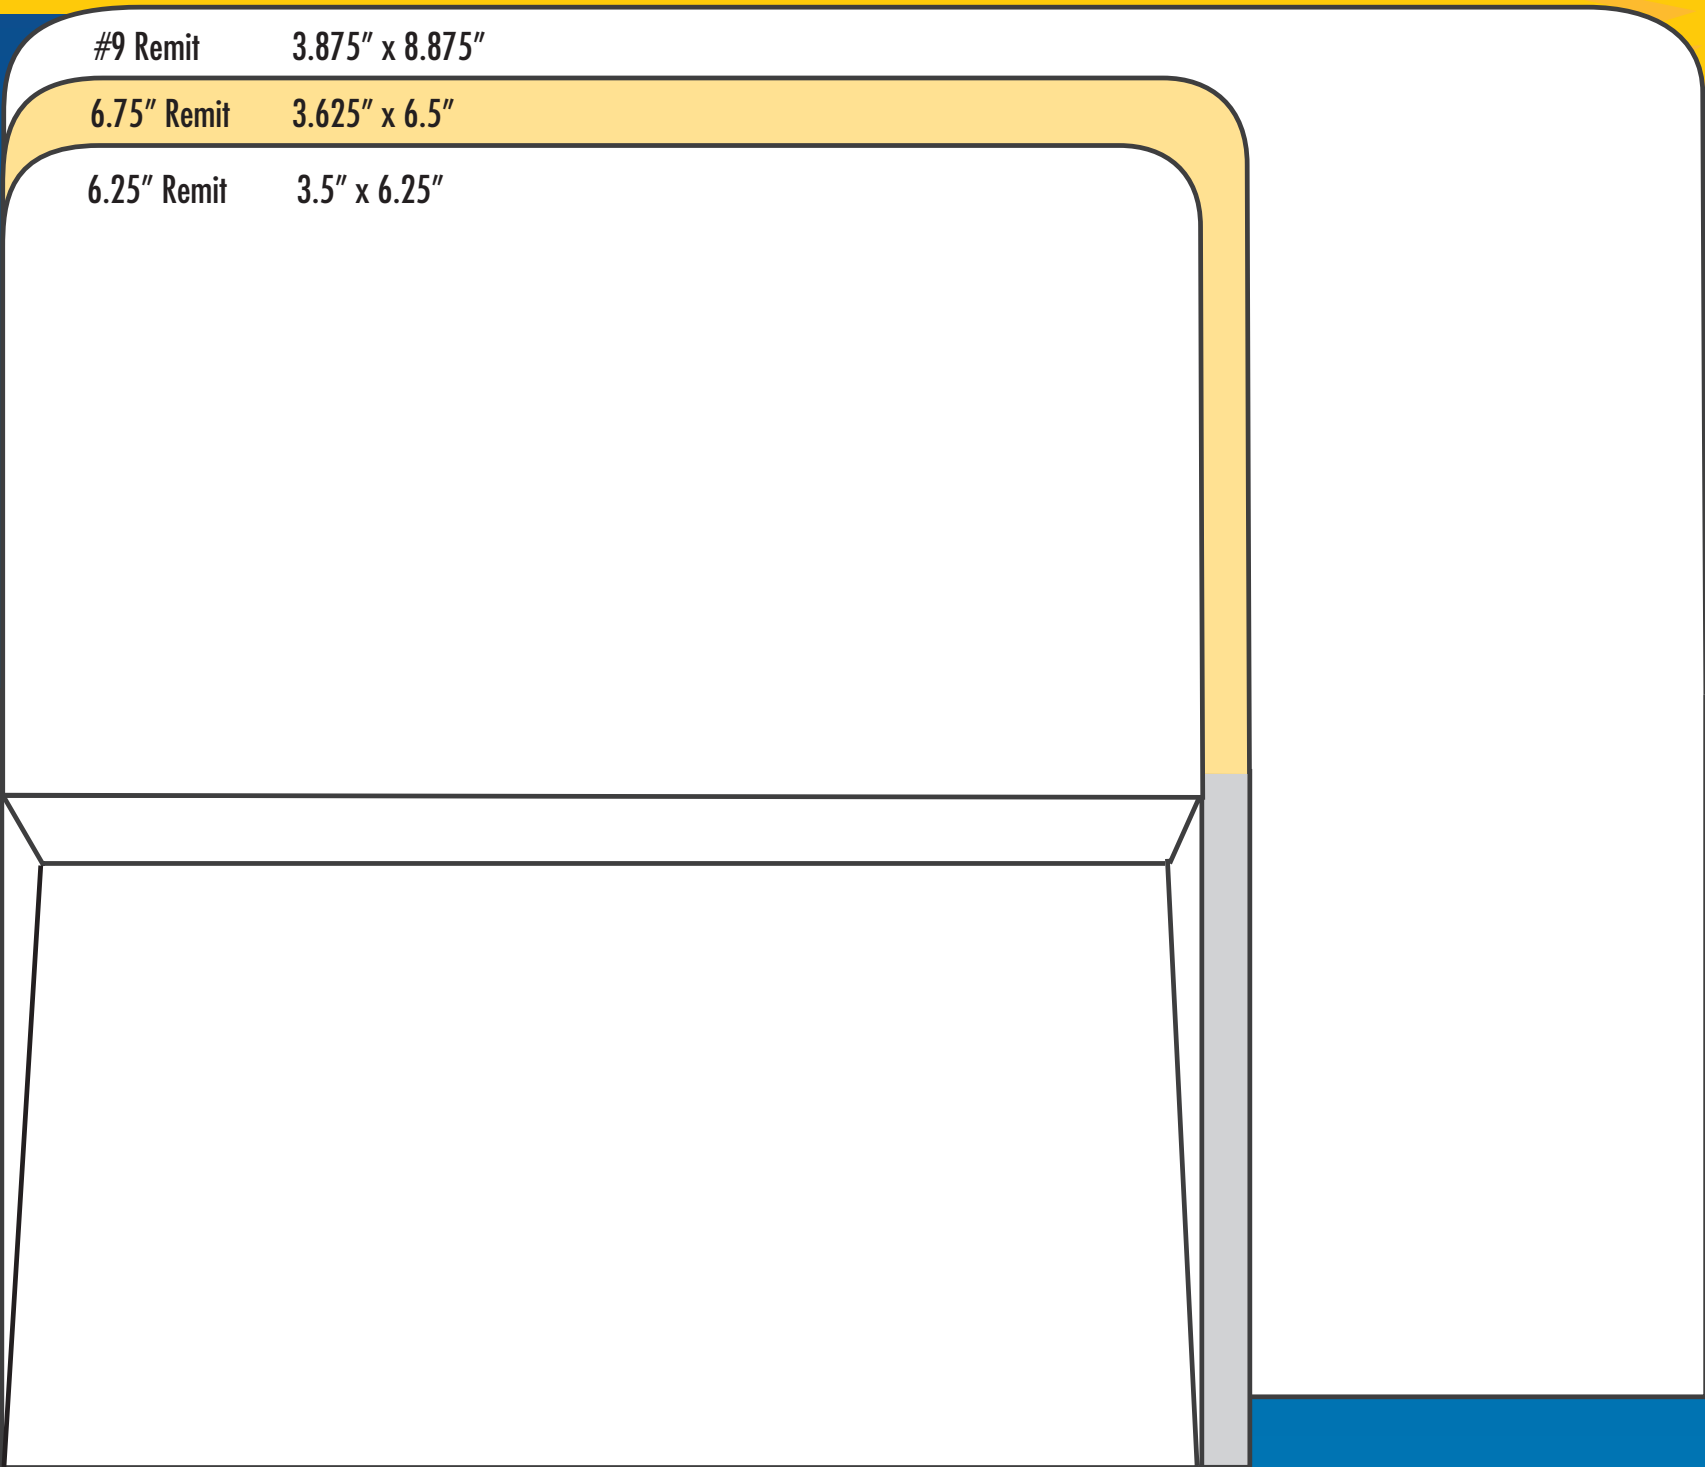 #9 Remit 3.875” x 8.875”
6.75” Remit 3.625” x 6.5”
6.25” Remit 3.5” x 6.25”